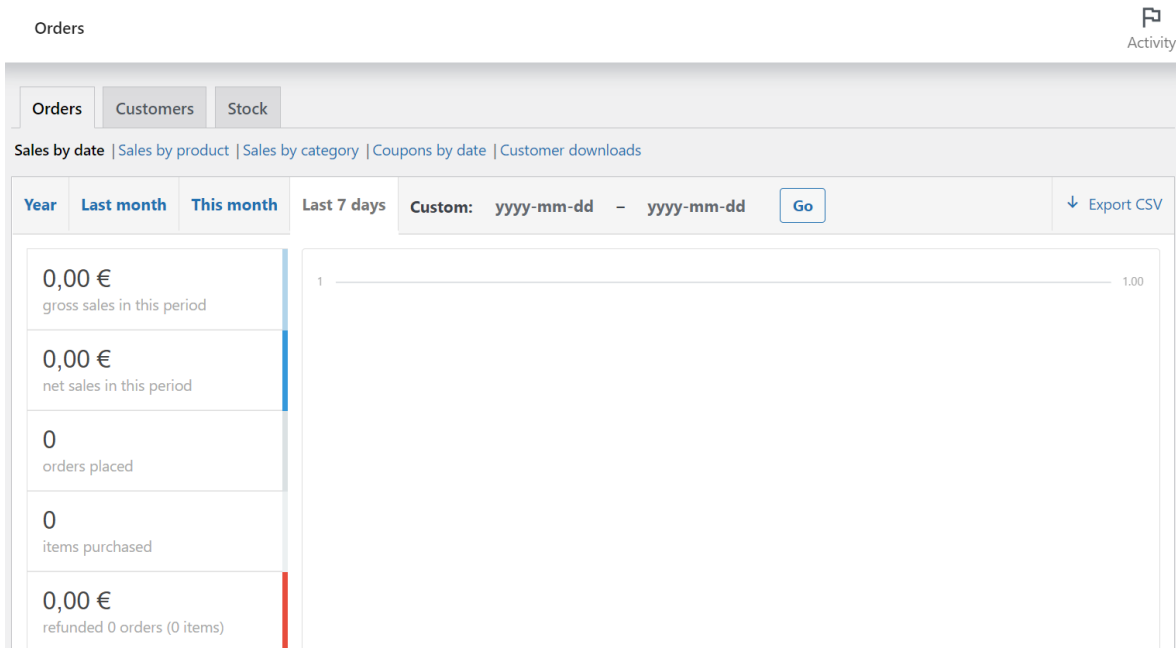 Orders
Activity
Orders Customers Stock
Sales by date | Sales by product | Sales by category | Coupons by date | Customer downloads
Year Last month This month Last 7 days Custom: yyyy-mm-dd – yyyy-mm-dd Go Export CSV
0,00 €
gross sales in this period
0,00 €
net sales in this period
0
orders placed
0
items purchased
0,00 €
refunded 0 orders (0 items)
1 1.00